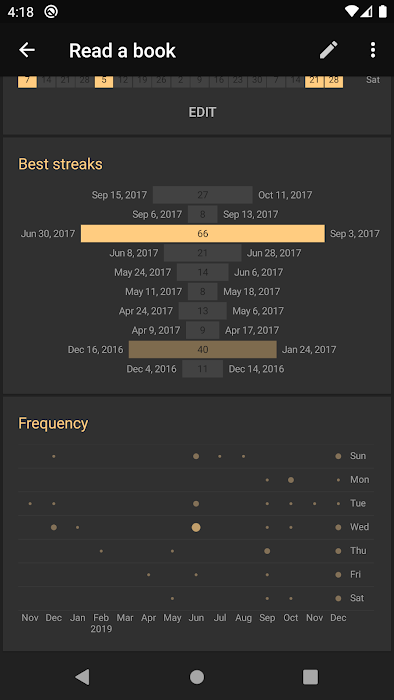 4:18
Read a book
7 14 21 28 5 12 19 26 2 9 16 23 30 7 14 21 28 Sat
EDIT
Best streaks
Sep 15, 2017 27 Oct 11, 2017
Sep 6, 2017 8 Sep 13, 2017
Jun 30, 2017 66 Sep 3, 2017
Jun 8, 2017 21 Jun 28, 2017
May 24, 2017 14 Jun 6, 2017
May 11, 2017 8 May 18, 2017
Apr 24, 2017 13 May 6, 2017
Apr 9, 2017 9 Apr 17, 2017
Dec 16, 2016 40 Jan 24, 2017
Dec 4, 2016 11 Dec 14, 2016
Frequency
Sun
Mon
Tue
Wed
Thu
Fri
Sat
Nov Dec Jan Feb Mar Apr May Jun Jul Aug Sep Oct Nov Dec
2019